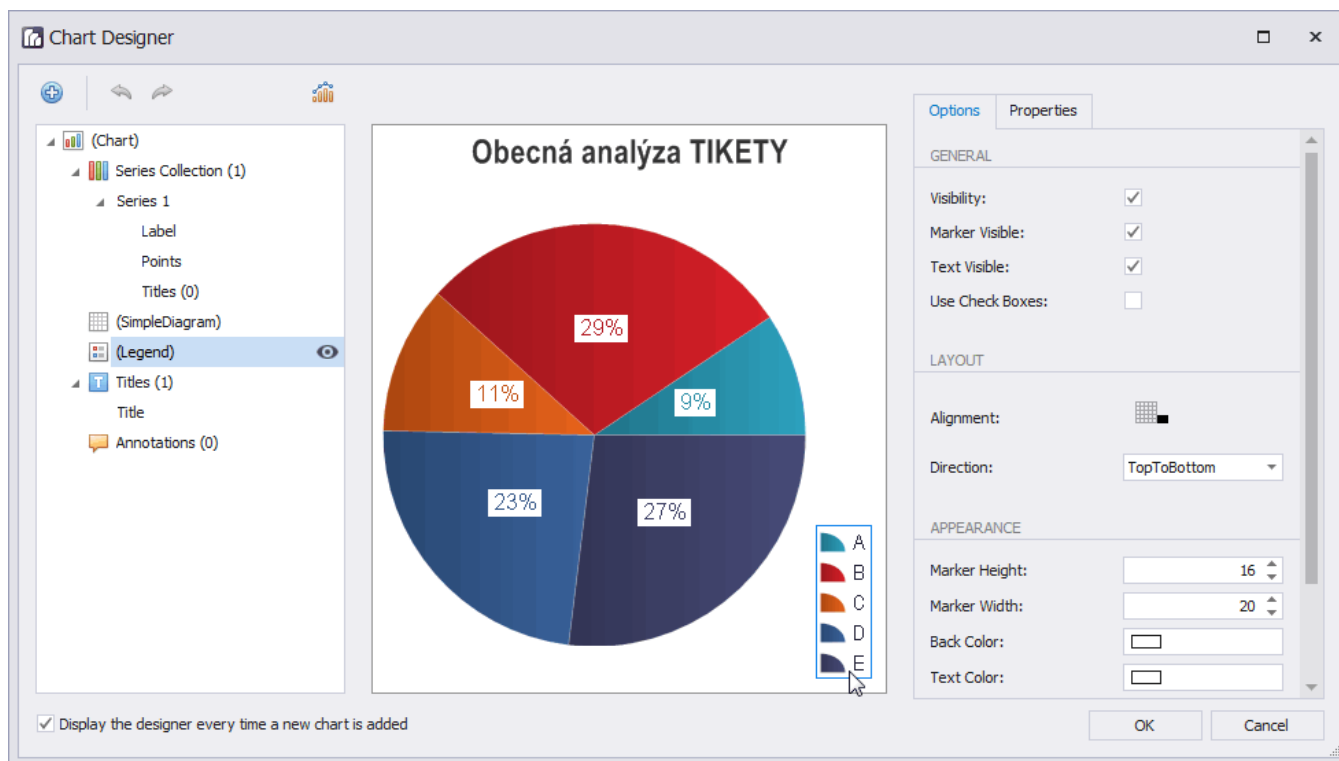 Chart Designer
(Chart)
Series Collection (1)
Series 1
Label
Points
Titles (0)
(SimpleDiagram)
(Legend)
Titles (1)
Title
Annotations (0)
Obecná analýza TIKETY
29%
9%
11%
23%
27%
A
B
C
D
E
Options Properties
GENERAL
Visibility:
Marker Visible:
Text Visible:
Use Check Boxes:
LAYOUT
Alignment:
Direction: TopToBottom
APPEARANCE
Marker Height: 16
Marker Width: 20
Back Color:
Text Color:
Display the designer every time a new chart is added
OK Cancel